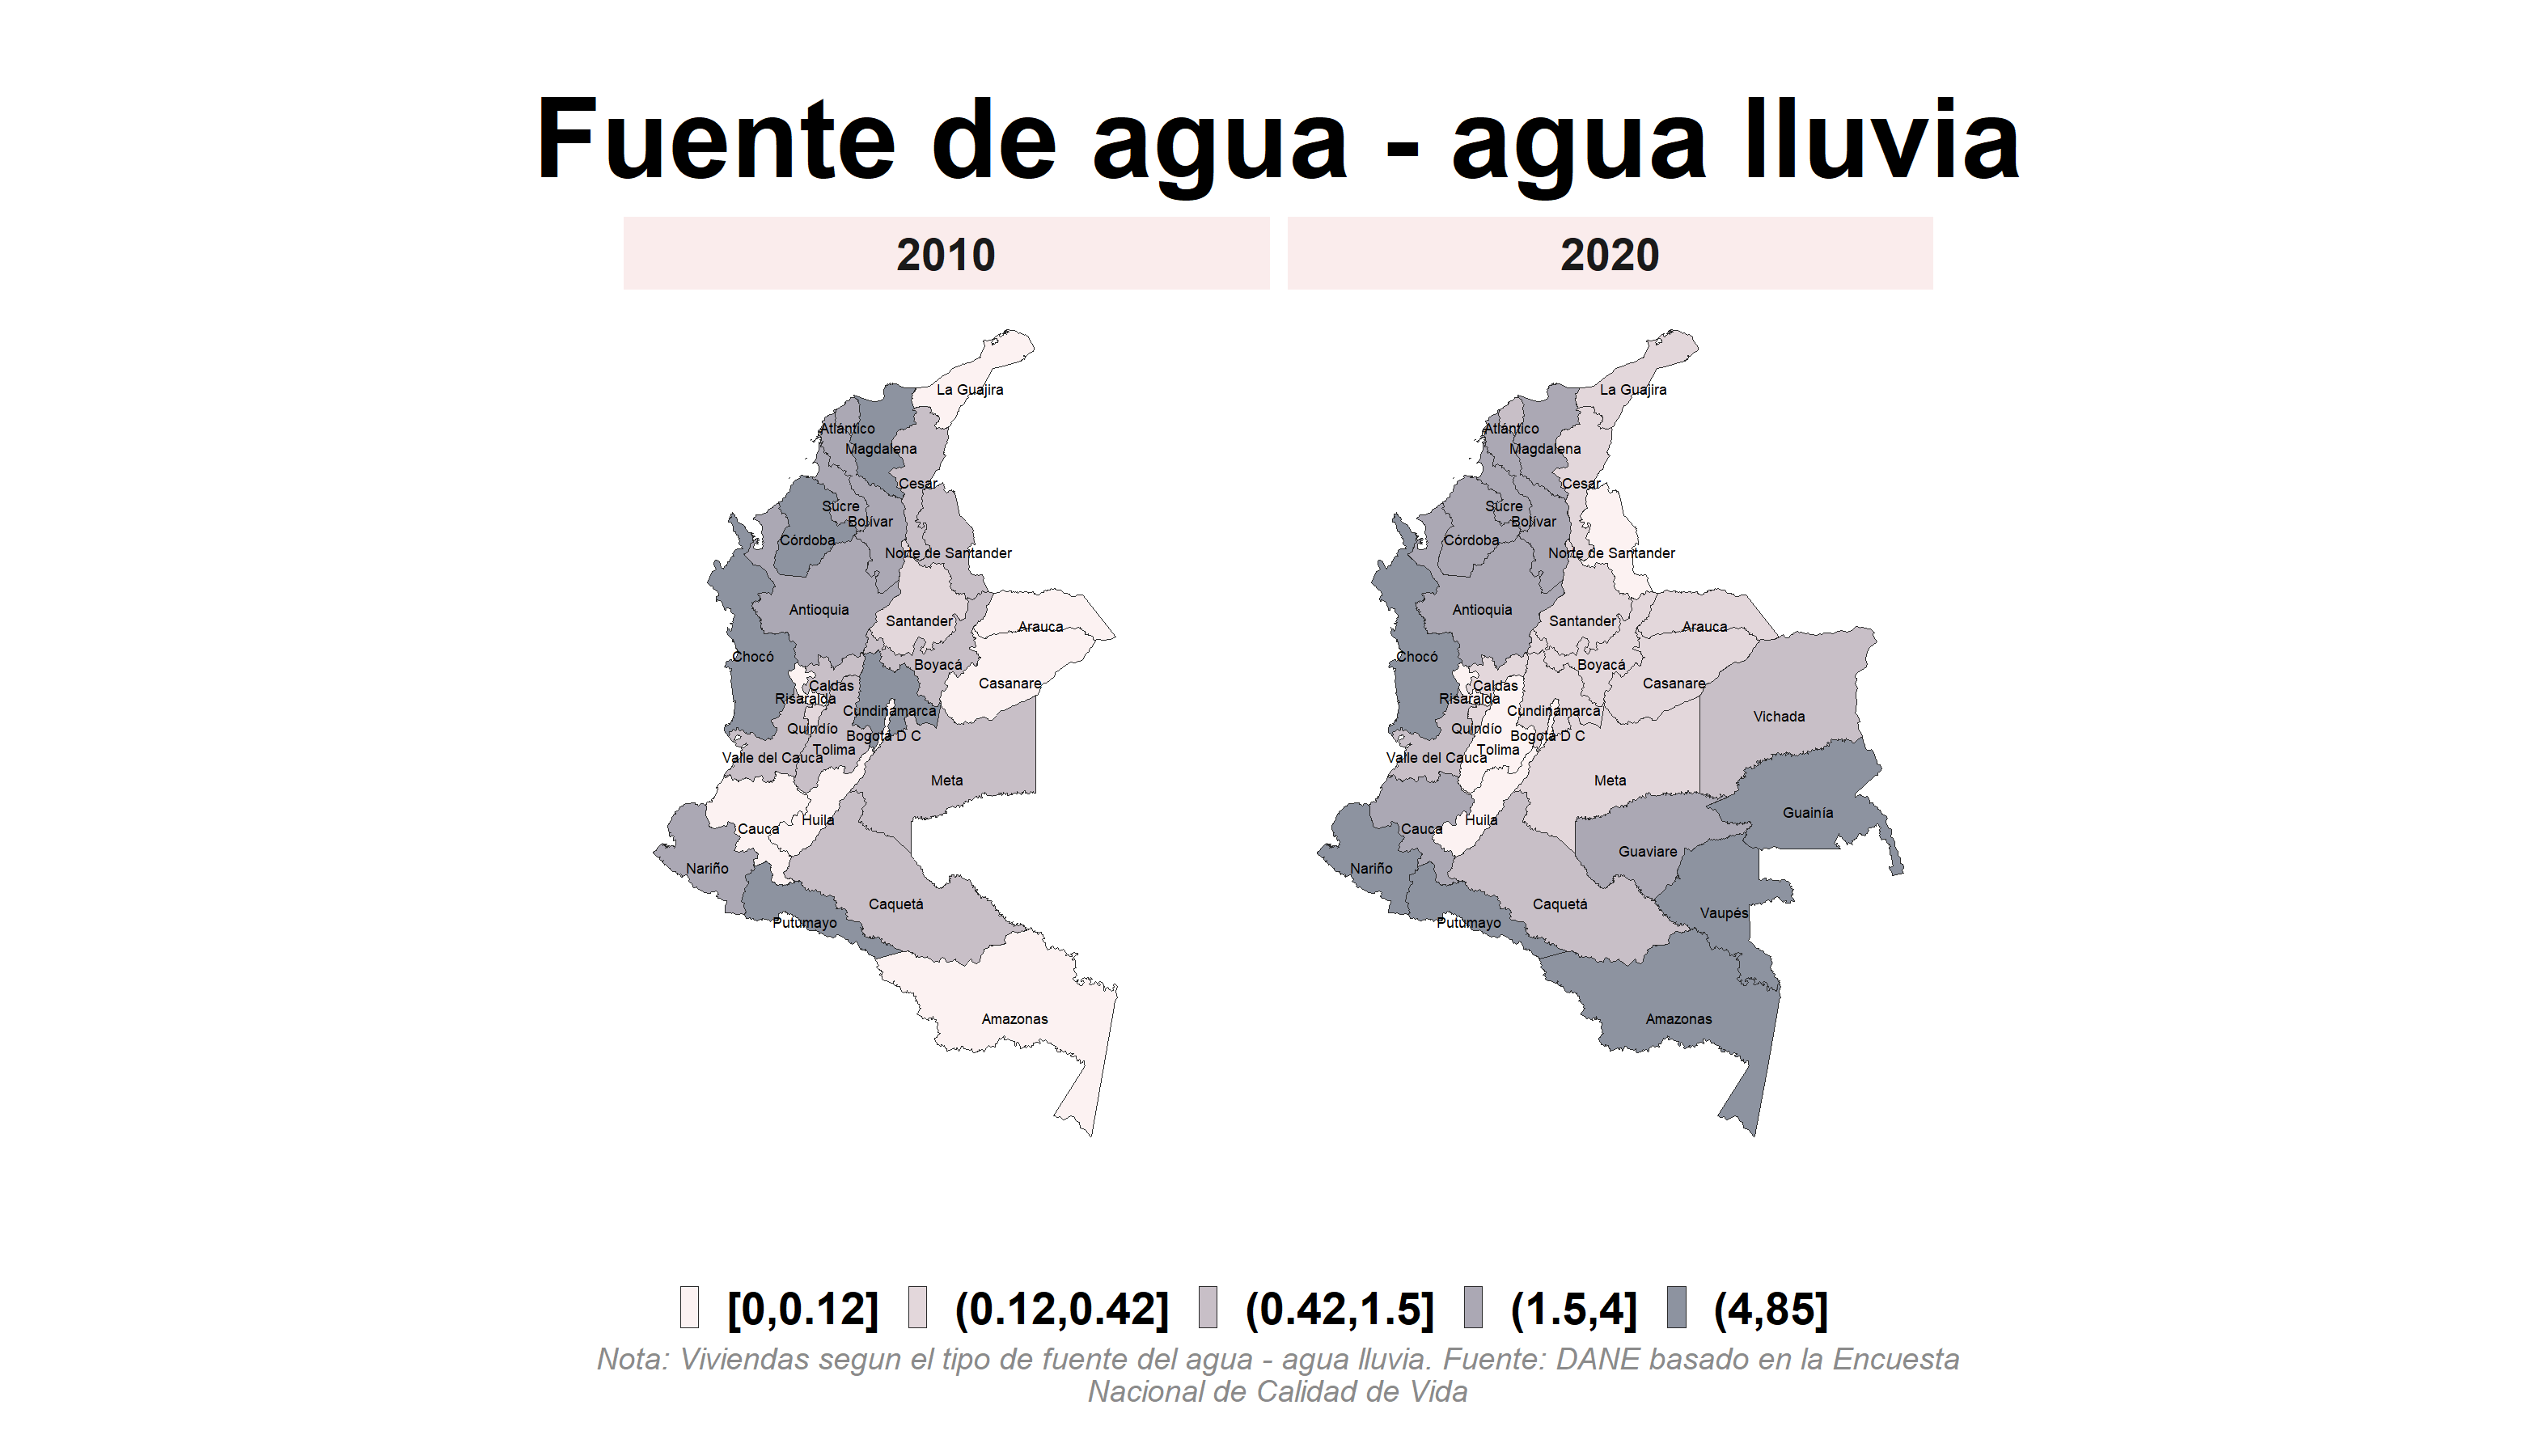 Fuente de agua - agua lluvia
2010
2020
La Guajira
Atlántico
Magdalena
Cesar
Sucre
Bolívar
Córdoba
Norte de Santander
Antioquia
Santander
Arauca
Chocó
Boyacá
Casanare
Caldas
Risaralda
Cundinamarca
Quindío
Bogotá D C
Tolima
Valle del Cauca
Meta
Huila
Cauca
Nariño
Caquetá
Putumayo
Amazonas
La Guajira
Atlántico
Magdalena
Cesar
Sucre
Bolívar
Córdoba
Norte de Santander
Antioquia
Santander
Arauca
Chocó
Boyacá
Casanare
Caldas
Risaralda
Cundinamarca
Vichada
Quindío
Bogotá D C
Tolima
Valle del Cauca
Meta
Guainía
Huila
Cauca
Guaviare
Nariño
Caquetá
Vaupés
Putumayo
Amazonas
[0,0.12] (0.12,0.42] (0.42,1.5] (1.5,4] (4,85]
Nota: Viviendas segun el tipo de fuente del agua - agua lluvia. Fuente: DANE basado en la Encuesta
Nacional de Calidad de Vida